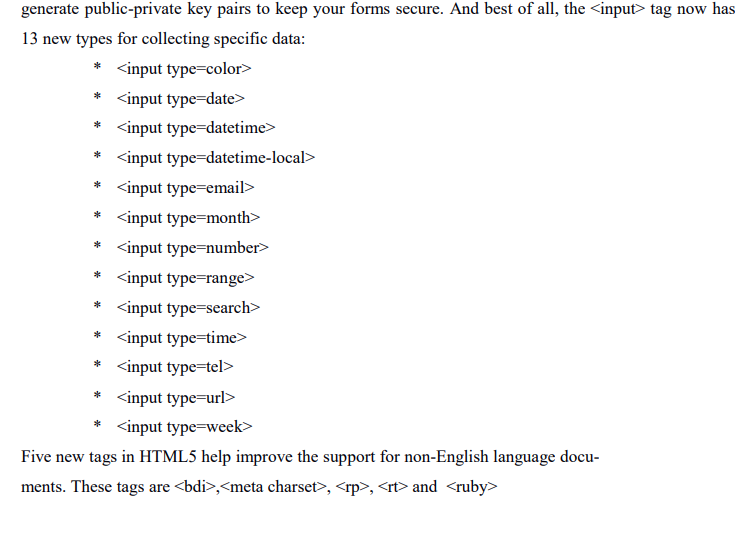 generate public-private key pairs to keep your forms secure. And best of all, the <input> tag now has
13 new types for collecting specific data:
* <input type=color>
* <input type=date>
* <input type=datetime>
* <input type=datetime-local>
* <input type=email>
* <input type=month>
* <input type=number>
* <input type=range>
* <input type=search>
* <input type=time>
* <input type=tel>
* <input type=url>
* <input type=week>
Five new tags in HTML5 help improve the support for non-English language docu-
ments. These tags are <bdi>,<meta charset>, <rp>, <rt> and <ruby>